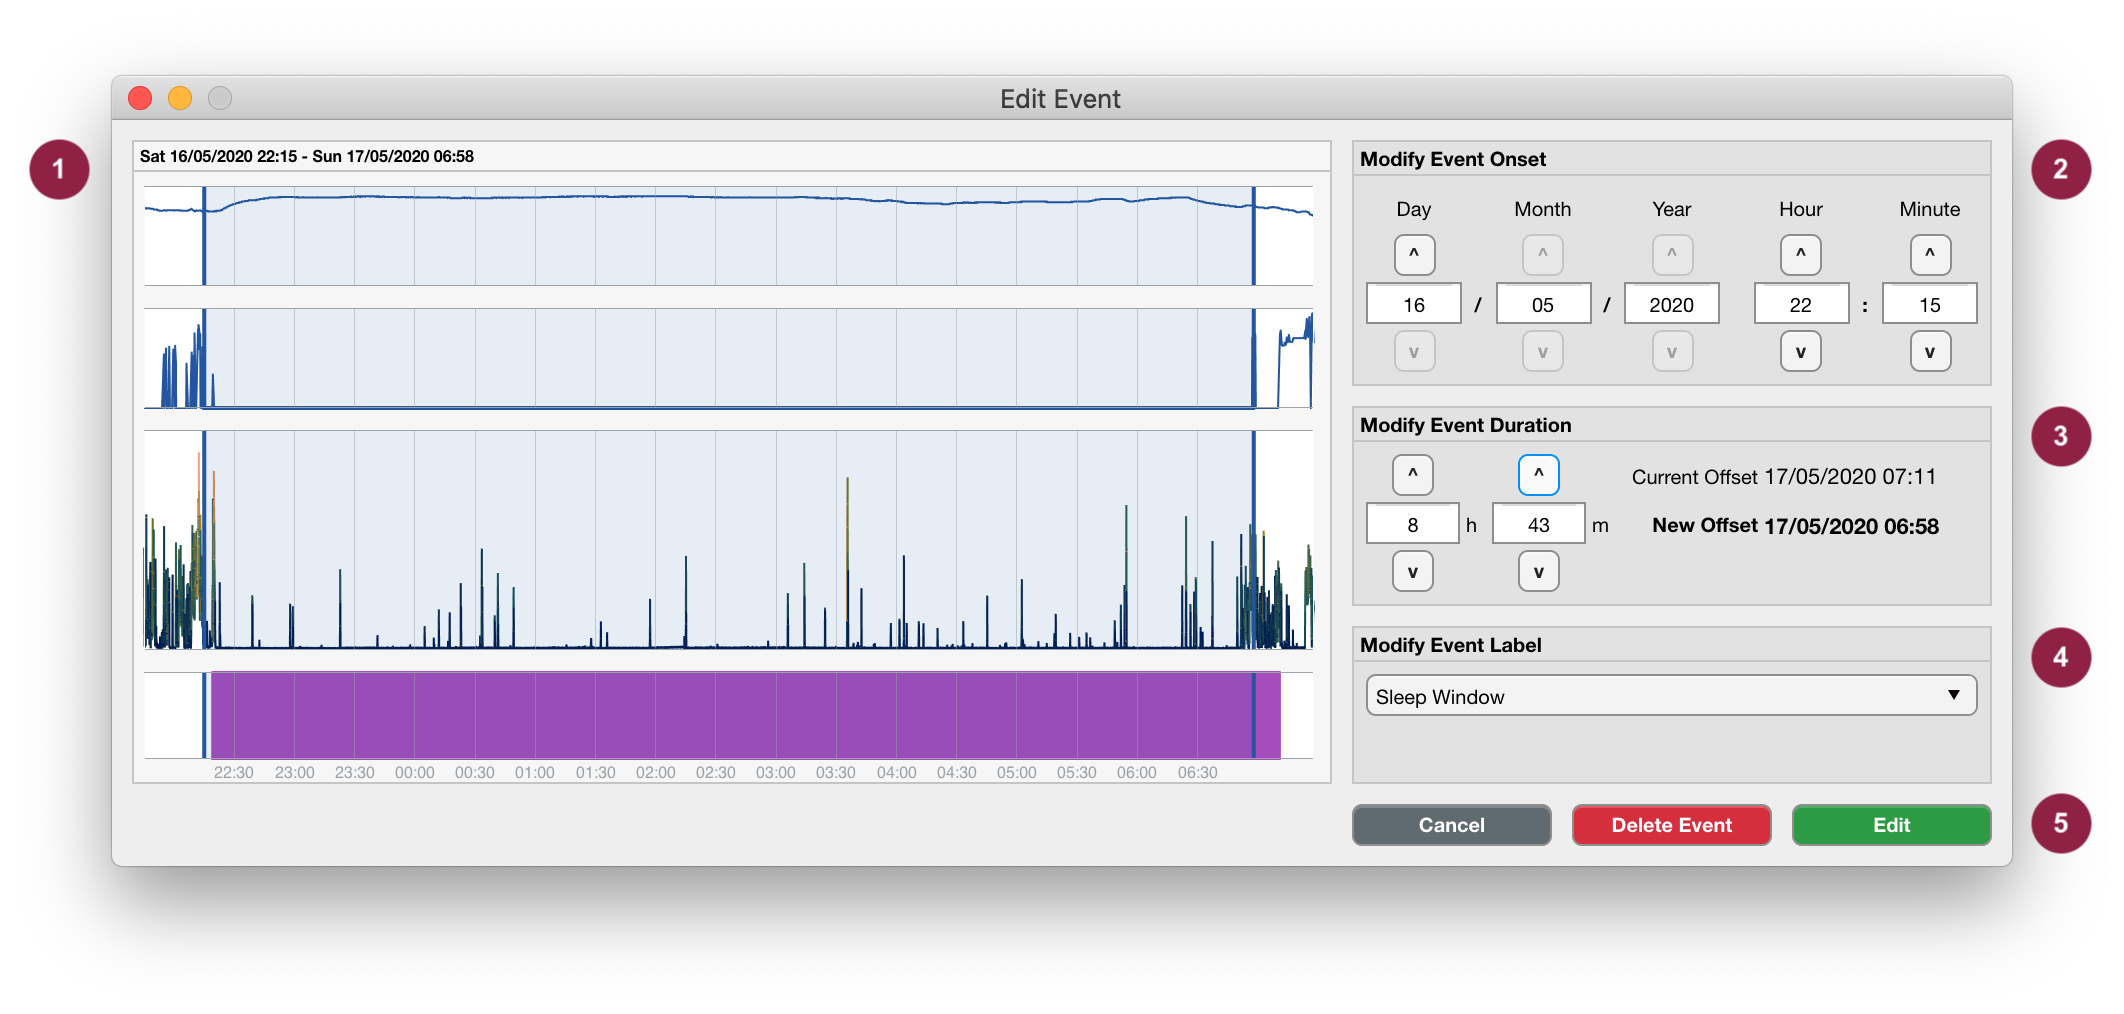 Edit Event
1
Sat 16/05/2020 22:15 - Sun 17/05/2020 06:58
22:30 23:00 23:30 00:00 00:30 01:00 01:30 02:00 02:30 03:00 03:30 04:00 04:30 05:00 05:30 06:00 06:30
2
Modify Event Onset
Day Month Year Hour Minute
^ ^ ^ ^ ^
16 / 05 / 2020 22 : 15
v v v v v
3
Modify Event Duration
^ ^ Current Offset 17/05/2020 07:11
8 h 43 m New Offset 17/05/2020 06:58
v v
4
Modify Event Label
Sleep Window ▼
Cancel Delete Event Edit
5